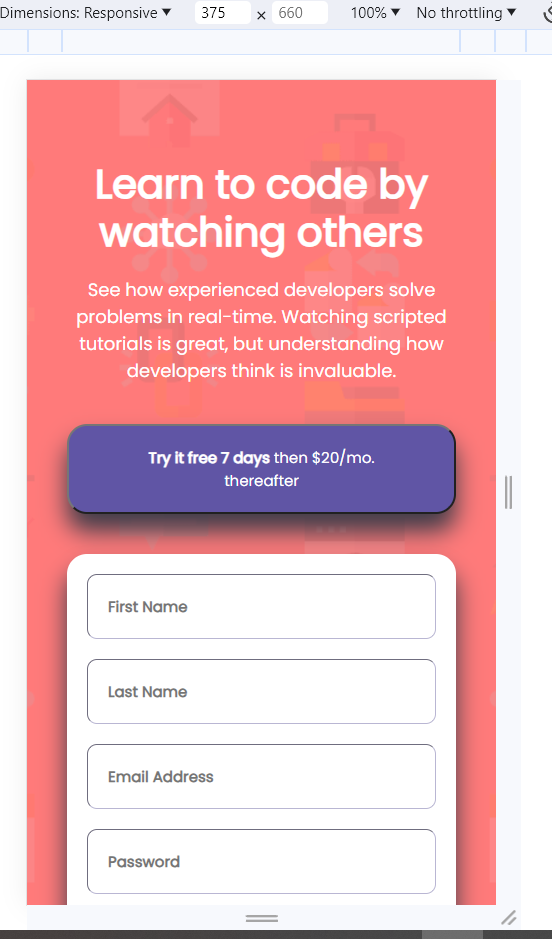 Dimensions: Responsive ▼ 375 × 660 100% ▼ No throttling ▼
Learn to code by
watching others
See how experienced developers solve
problems in real-time. Watching scripted
tutorials is great, but understanding how
developers think is invaluable.
Try it free 7 days then $20/mo.
thereafter
First Name
Last Name
Email Address
Password